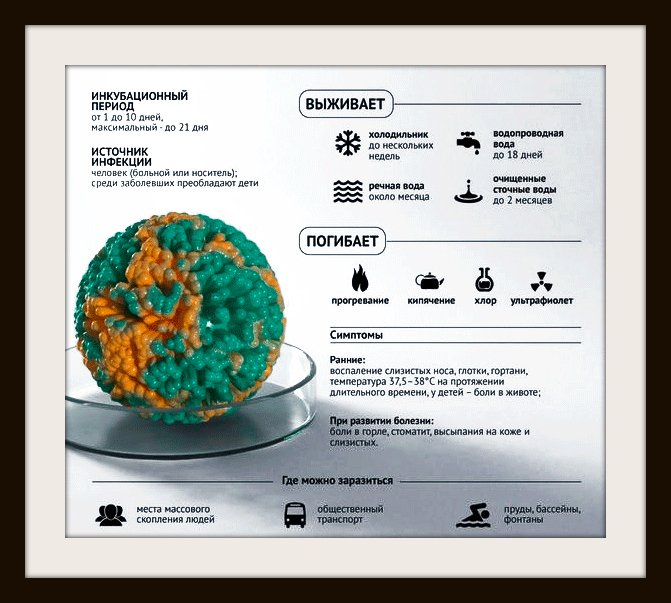 ИНКУБАЦИОННЫЙ
ПЕРИОД
от 1 до 10 дней,
максимальный - до 21 дня
ИСТОЧНИК
ИНФЕКЦИИ
человек (больной или носитель);
среди заболевших преобладают дети
ВЫЖИВАЕТ
холодильник
до нескольких
недель
водопроводная
вода
до 18 дней
речная вода
около месяца
очищенные
сточные воды
до 2 месяцев
ПОГИБАЕТ
прогревание
кипячение
хлор
ультрафиолет
Симптомы
Ранние:
воспаление слизистых носа, глотки, гортани,
температура 37,5–38°С на протяжении
длительного времени, у детей – боли в животе;
При развитии болезни:
боли в горле, стоматит, высыпания на коже и
слизистых.
Где можно заразиться
места массового
скопления людей
общественный
транспорт
пруды, бассейны,
фонтаны